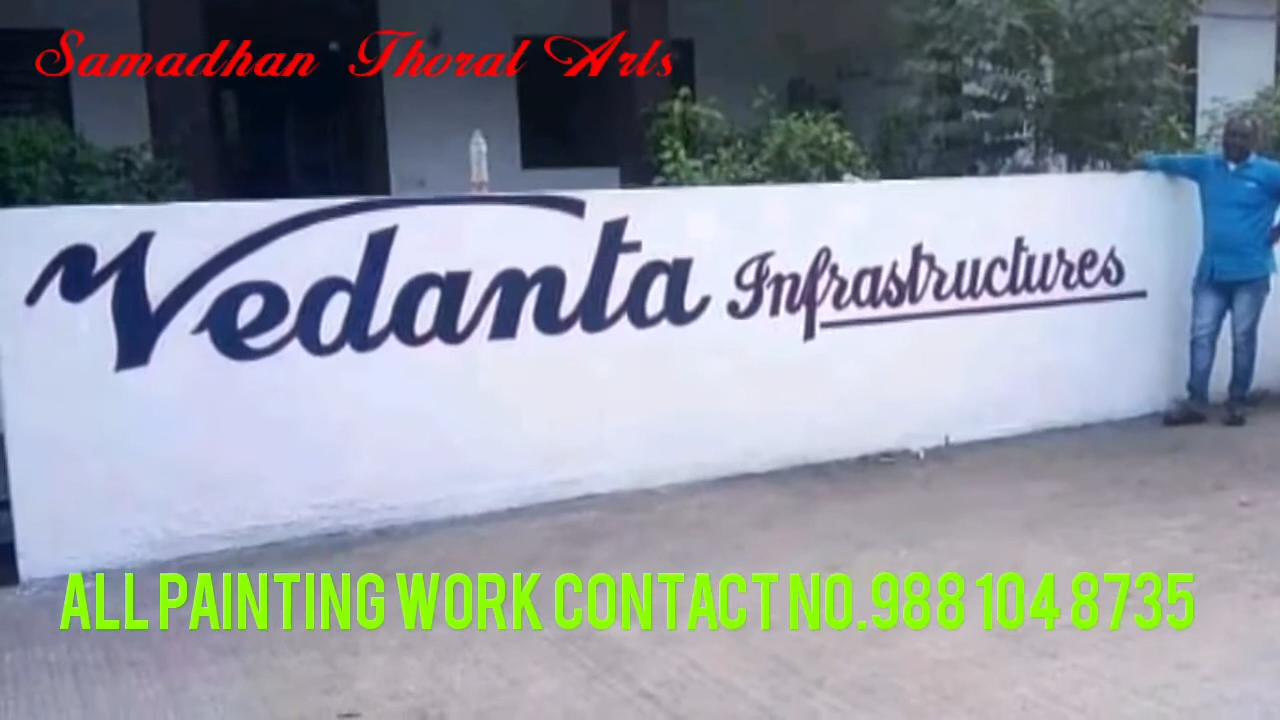 Samadhan Thoral Arts
Vedanta Infrastructures
ALL PAINTING WORK CONTACT NO.988 104 8735